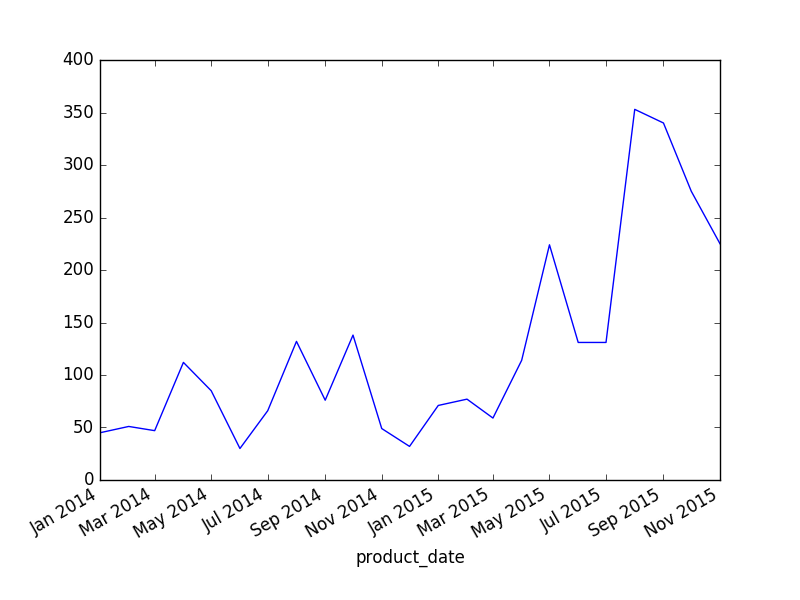 400
350
300
250
200
150
100
50
0
Jan 2014
Mar 2014
May 2014
Jul 2014
Sep 2014
Nov 2014
Jan 2015
Mar 2015
May 2015
Jul 2015
Sep 2015
Nov 2015
product_date